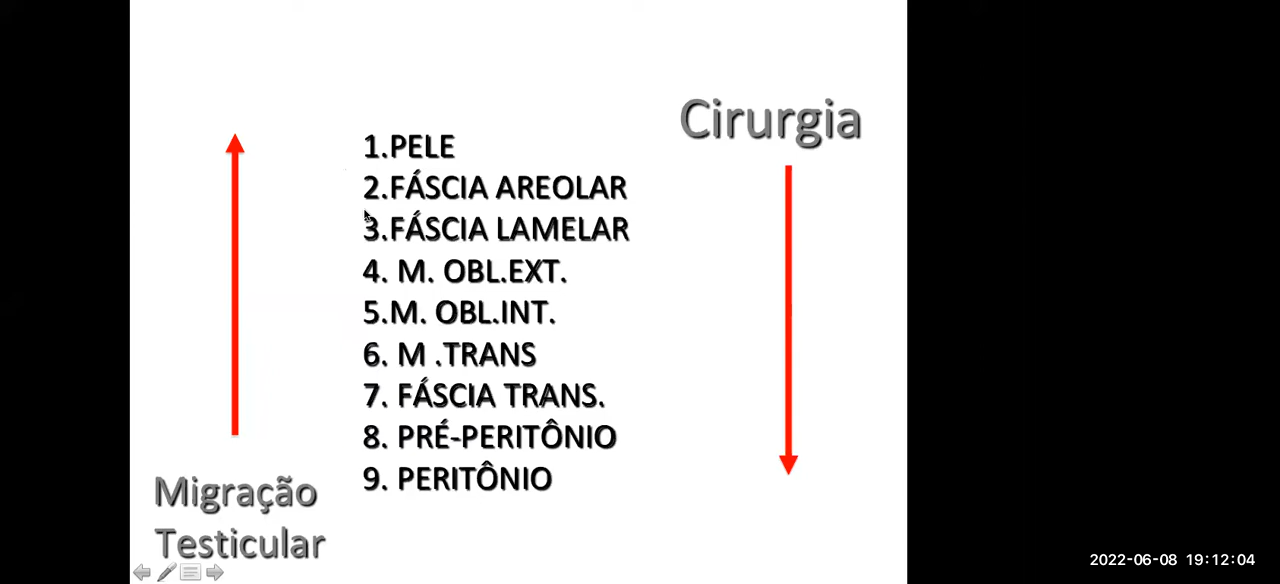 Cirurgia
1.PELE
2.FÁSCIA AREOLAR
3.FÁSCIA LAMELAR
4. M. OBL.EXT.
5.M. OBL.INT.
6. M .TRANS
7. FÁSCIA TRANS.
8. PRÉ-PERITÔNIO
9. PERITÔNIO
Migração
Testicular
2022-06-08 19:12:04